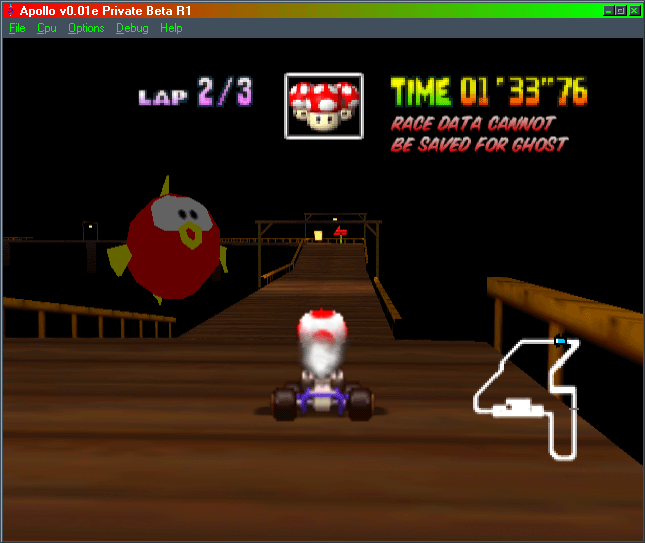 Apollo v0.01e Private Beta R1
File Cpu Options Debug Help
LAP 2/3
TIME 01'33"76
RACE DATA CANNOT
BE SAVED FOR GHOST